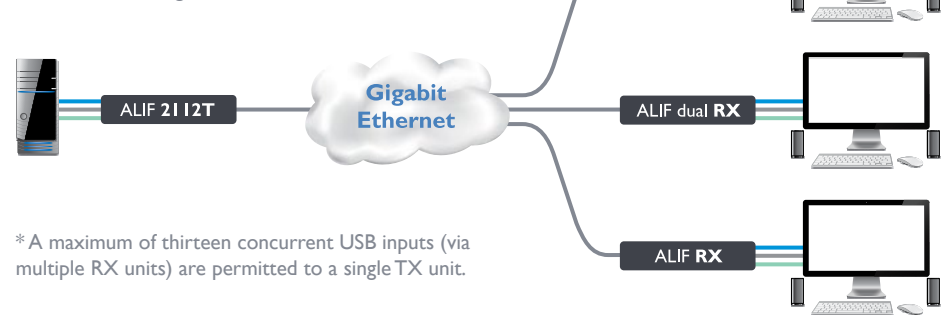 ALIF 2112T
Gigabit
Ethernet
ALIF dual RX
ALIF RX
* A maximum of thirteen concurrent USB inputs (via
multiple RX units) are permitted to a single TX unit.